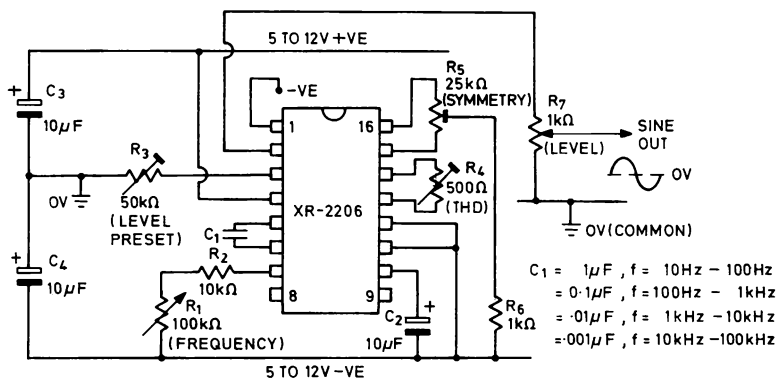 5 TO 12V +VE
C3
10µF
R3
50kΩ
(LEVEL
PRESET)
0V
C4
10µF
-VE
1
16
XR-2206
8
9
R5
25kΩ
(SYMMETRY)
R4
500Ω
(THD)
R7
1kΩ
(LEVEL)
SINE
OUT
0V
0V (COMMON)
C1
R2
10kΩ
R1
100kΩ
(FREQUENCY)
C2
10µF
R6
1kΩ
+
+
+
C1 = 1µF, f = 10Hz - 100Hz
= 0·1µF, f = 100Hz - 1kHz
= ·01µF, f = 1kHz - 10kHz
= ·001µF, f = 10kHz - 100kHz
5 TO 12V -VE